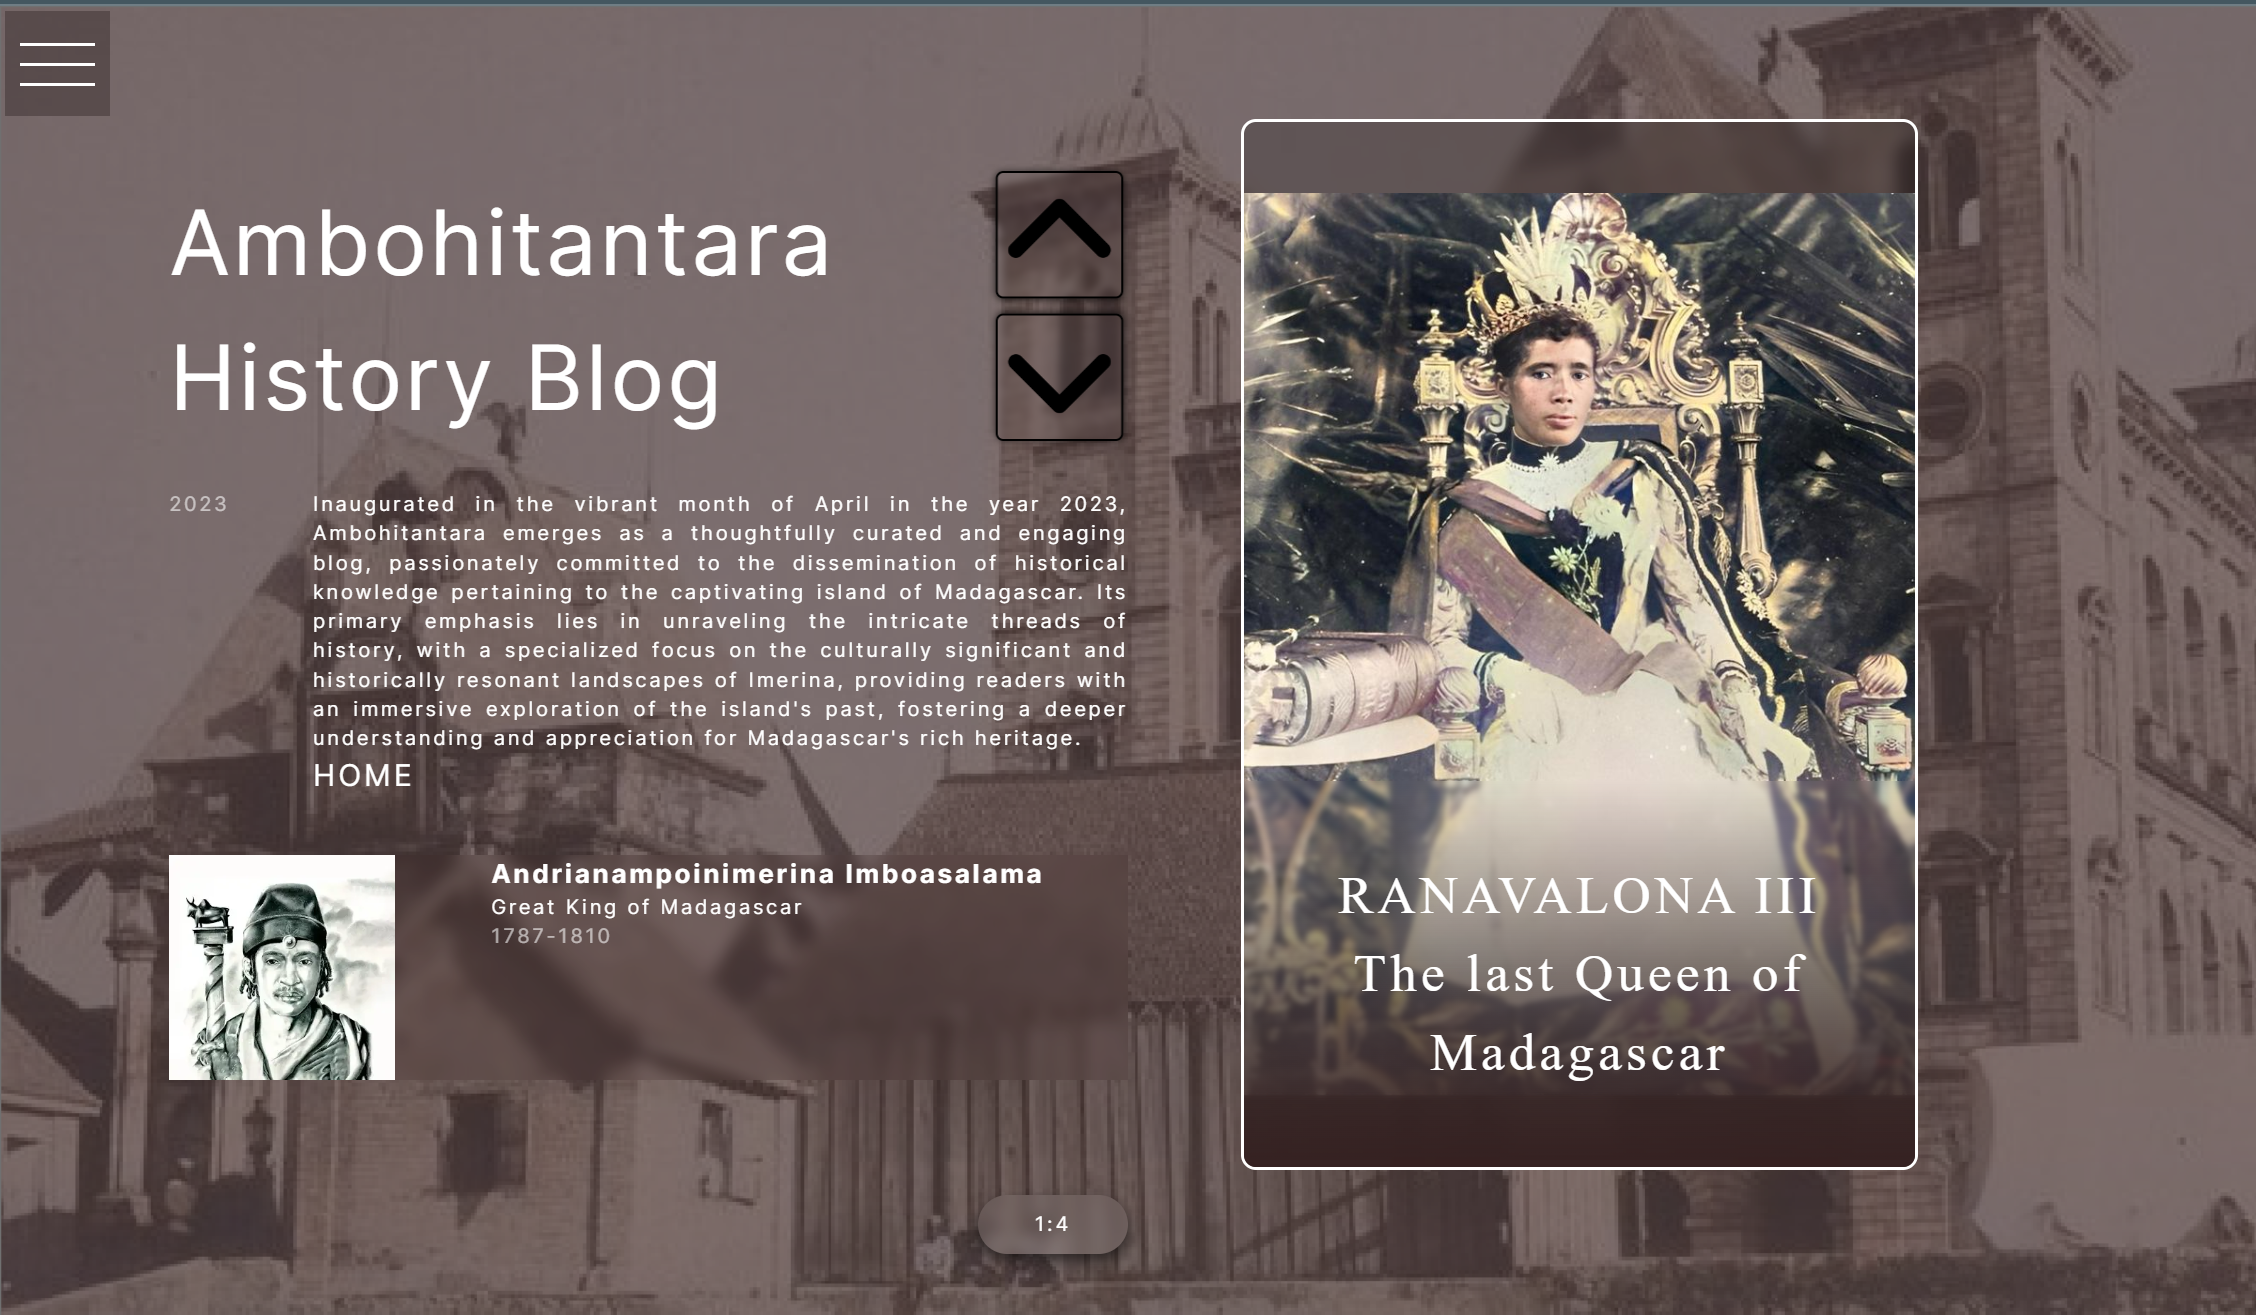 Ambohitantara
History Blog
2023
Inaugurated in the vibrant month of April in the year 2023,
Ambohitantara emerges as a thoughtfully curated and engaging
blog, passionately committed to the dissemination of historical
knowledge pertaining to the captivating island of Madagascar. Its
primary emphasis lies in unraveling the intricate threads of
history, with a specialized focus on the culturally significant and
historically resonant landscapes of Imerina, providing readers with
an immersive exploration of the island's past, fostering a deeper
understanding and appreciation for Madagascar's rich heritage.
HOME
Andrianampoinimerina Imboasalama
Great King of Madagascar
1787-1810
1:4
RANAVALONA III
The last Queen of
Madagascar